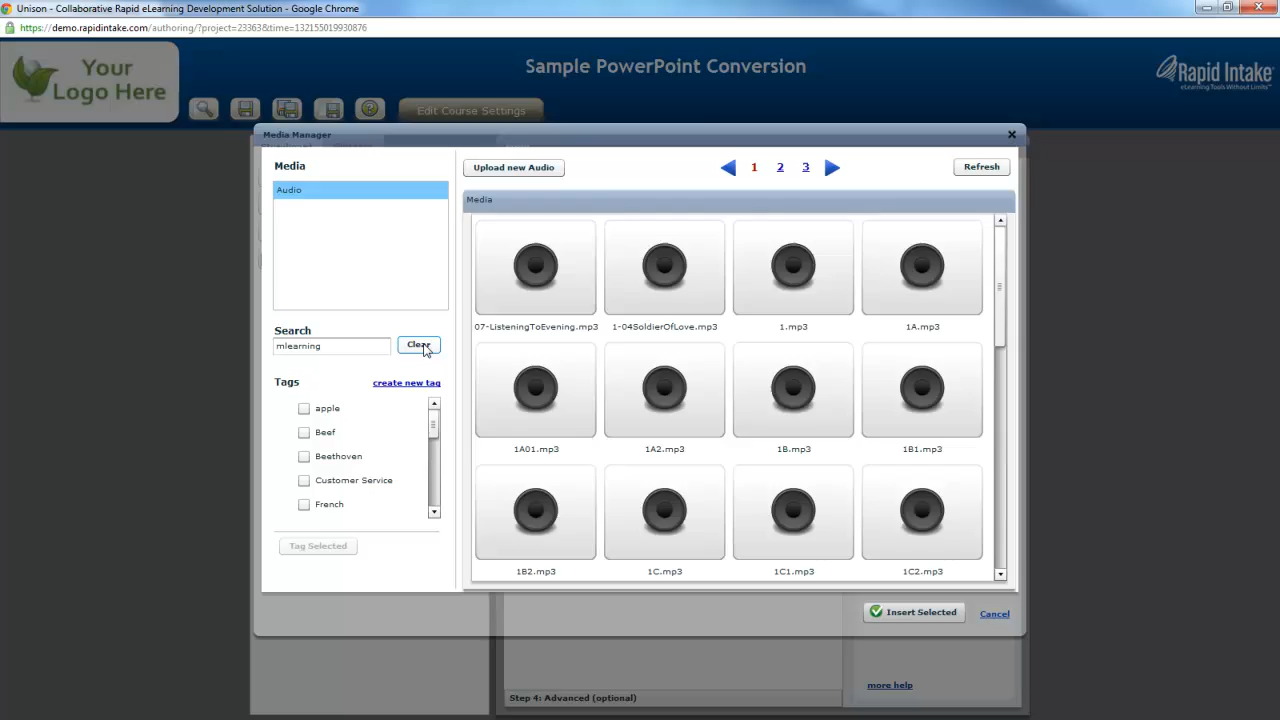 Unison - Collaborative Rapid eLearning Development Solution - Google Chrome
https://demo.rapidintake.com/authoring/?project=23363&time=132155019930876
Your
Logo Here
Sample PowerPoint Conversion
Rapid Intake
eLearning Tools Without Limits
Edit Course Settings
Media Manager
Media
Upload new Audio
1 2 3
Refresh
Audio
Media
07-ListeningToEvening.mp3
1-04SoldierOfLove.mp3
1.mp3
1A.mp3
Search
mlearning
Clear
Tags
create new tag
apple
Beef
Beethoven
Customer Service
French
Tag Selected
1A01.mp3
1A2.mp3
1B.mp3
1B1.mp3
1B2.mp3
1C.mp3
1C1.mp3
1C2.mp3
Insert Selected
Cancel
more help
Step 4: Advanced (optional)